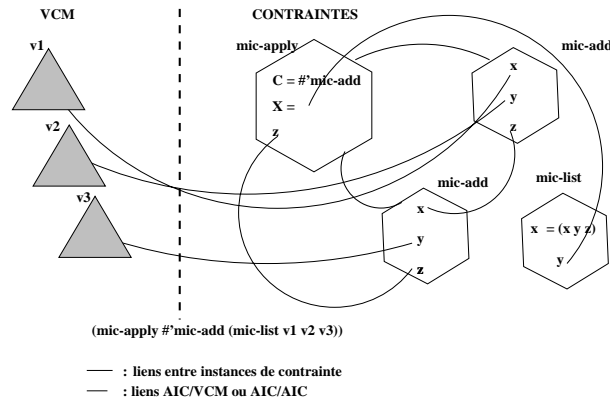 VCM
CONTRAINTES
v1
mic-apply
mic-add
C = #'mic-add
X =
z
x
y
z
v2
v3
mic-add
x
y
z
mic-list
x = (x y z)
y
(mic-apply #'mic-add (mic-list v1 v2 v3))
: liens entre instances de contrainte
: liens AIC/VCM ou AIC/AIC